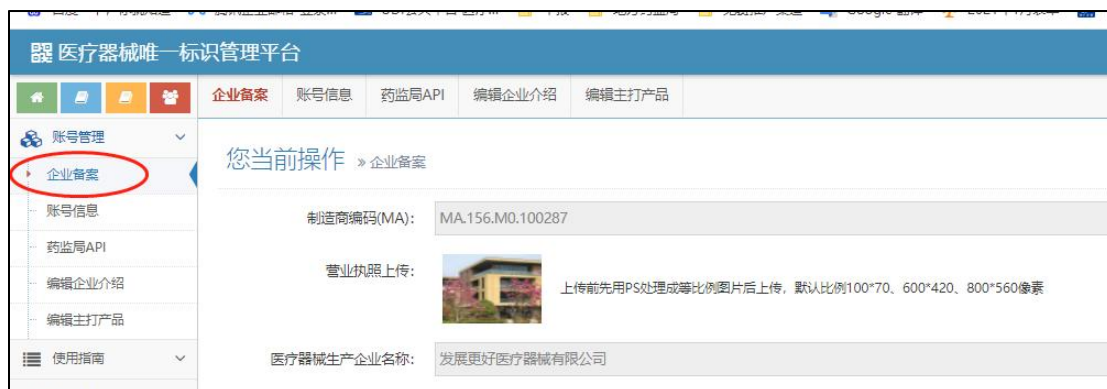 器 医疗器械唯一标识管理平台
企业备案 账号信息 药监局API 编辑企业介绍 编辑主打产品
账号管理
企业备案
账号信息
药监局API
编辑企业介绍
编辑主打产品
使用指南
您当前操作 » 企业备案
制造商编码(MA): MA.156.M0.100287
营业执照上传: 上传前先用PS处理成等比例图片后上传，默认比例100*70、600*420、800*560像素
医疗器械生产企业名称: 发展更好医疗器械有限公司